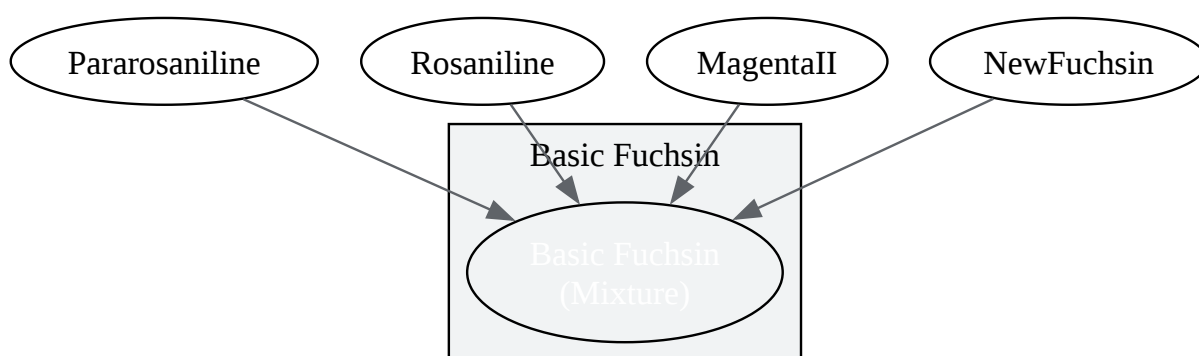 Pararosaniline
Rosaniline
MagentaII
NewFuchsin
Basic Fuchsin
Basic Fuchsin
(Mixture)